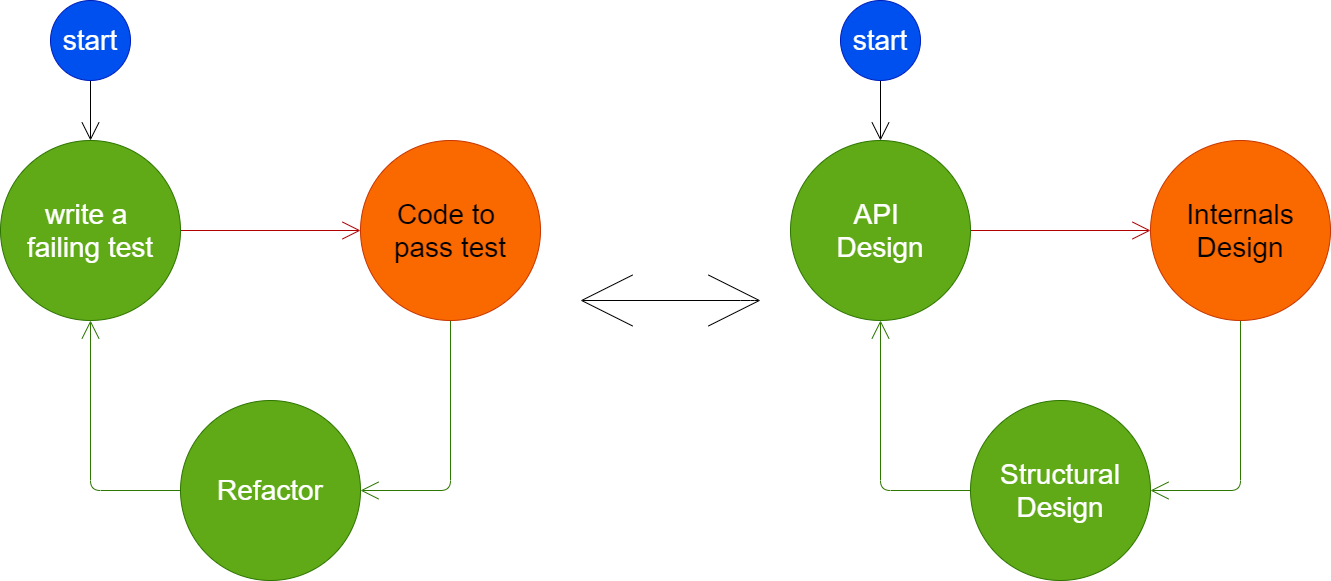 start
write a
failing test
Code to
pass test
Refactor
start
API
Design
Internals
Design
Structural
Design